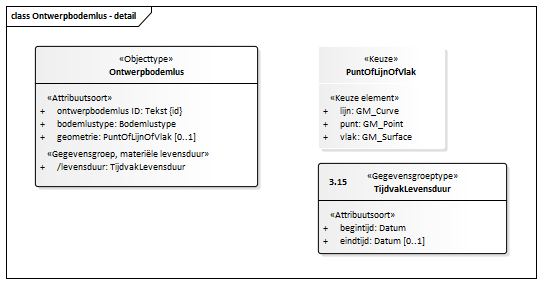 class Ontwerpbodemlus - detail
«Objecttype»
Ontwerpbodemlus
«Attribuutsoort»
+ ontwerpbodemlus ID: Tekst {id}
+ bodemlustype: Bodemlustype
+ geometrie: PuntOfLijnOfVlak [0..1]
«Gegevensgroep, materiële levensduur»
+ /levensduur: TijdvakLevensduur
«Keuze»
PuntOfLijnOfVlak
«Keuze element»
+ lijn: GM_Curve
+ punt: GM_Point
+ vlak: GM_Surface
3.15 «Gegevensgroeptype»
TijdvakLevensduur
«Attribuutsoort»
+ begintijd: Datum
+ eindtijd: Datum [0..1]